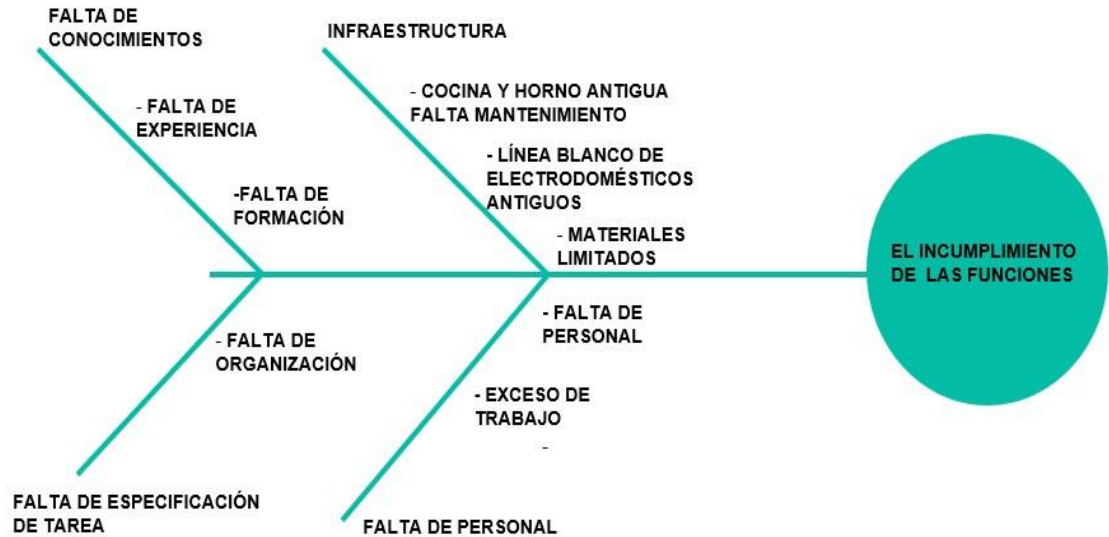 FALTA DE
CONOCIMIENTOS
- FALTA DE
EXPERIENCIA
-FALTA DE
FORMACIÓN
INFRAESTRUCTURA
- COCINA Y HORNO ANTIGUA
FALTA MANTENIMIENTO
- LÍNEA BLANCO DE
ELECTRODOMÉSTICOS
ANTIGUOS
- MATERIALES
LIMITADOS
EL INCUMPLIMIENTO
DE LAS FUNCIONES
- FALTA DE
ORGANIZACIÓN
FALTA DE ESPECIFICACIÓN
DE TAREA
- FALTA DE
PERSONAL
- EXCESO DE
TRABAJO
-
FALTA DE PERSONAL